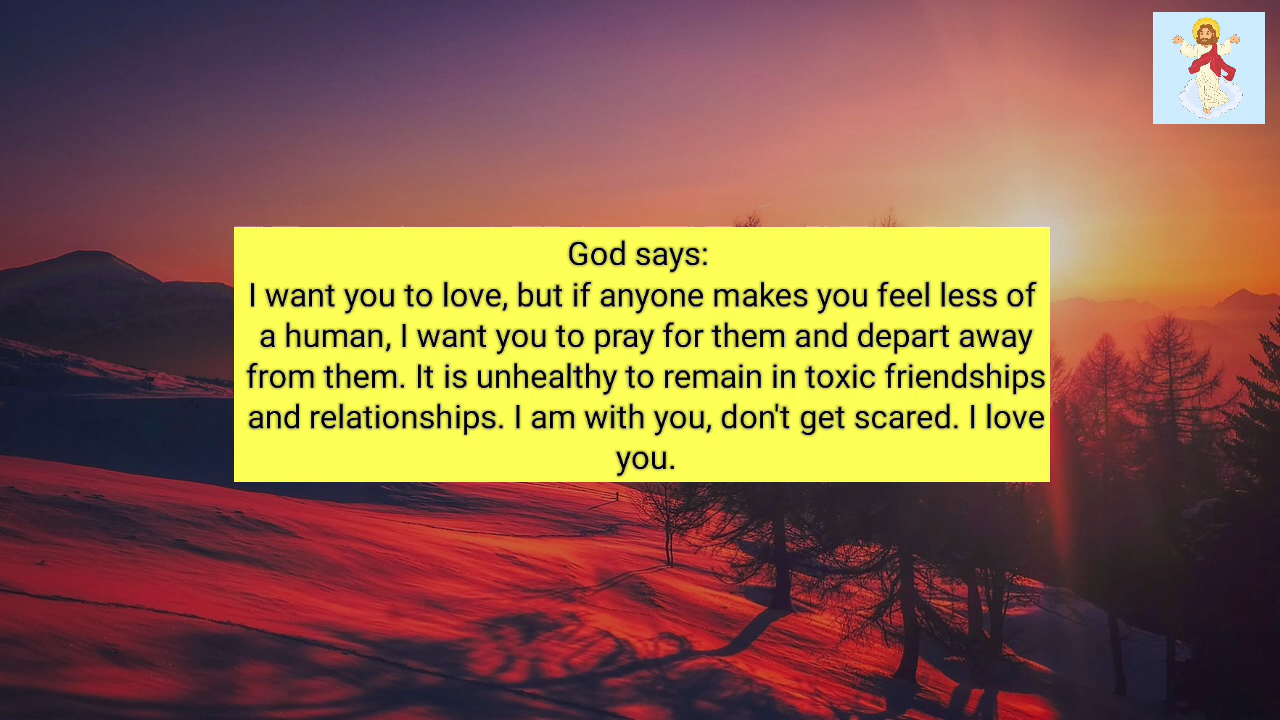 God says:
I want you to love, but if anyone makes you feel less of
a human, I want you to pray for them and depart away
from them. It is unhealthy to remain in toxic friendships
and relationships. I am with you, don't get scared. I love
you.